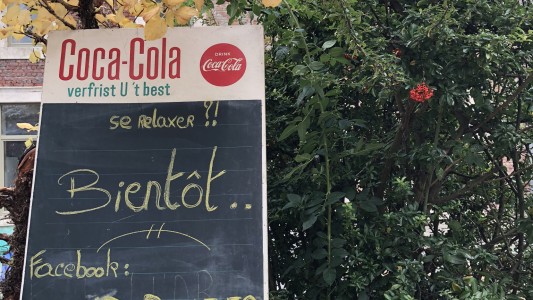 Coca-Cola
verfrist U 't best
DRINK
Coca-Cola
se relaxer !!
Bientôt..
Facebook: